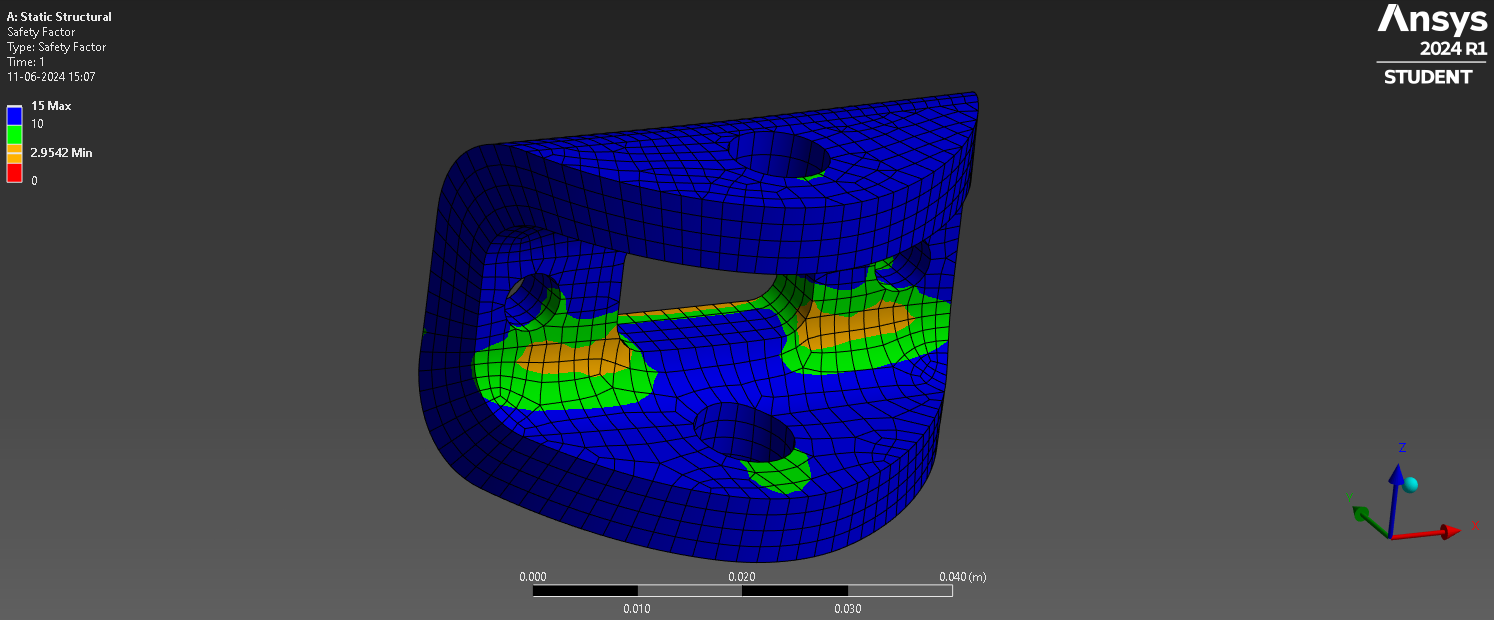 A: Static Structural
Safety Factor
Type: Safety Factor
Time: 1
11-06-2024 15:07
15 Max
10
2.9542 Min
0
Ansys
2024 R1
STUDENT
Z
Y
X
0.000
0.020
0.040 (m)
0.010
0.030